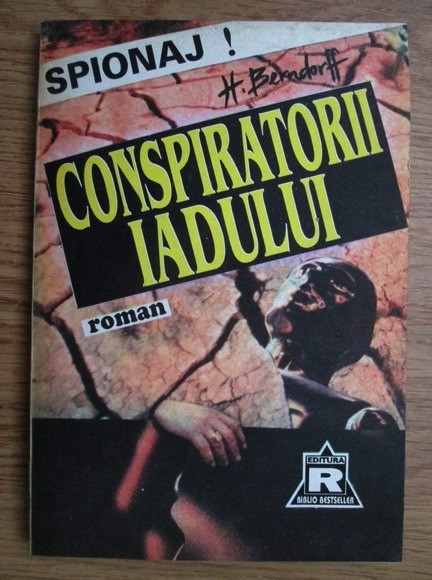 SPIONAJ !
H. Berndorff
CONSPIRATORII
IADULUI
roman
EDITURA
R
BIBLIO BESTSELLER